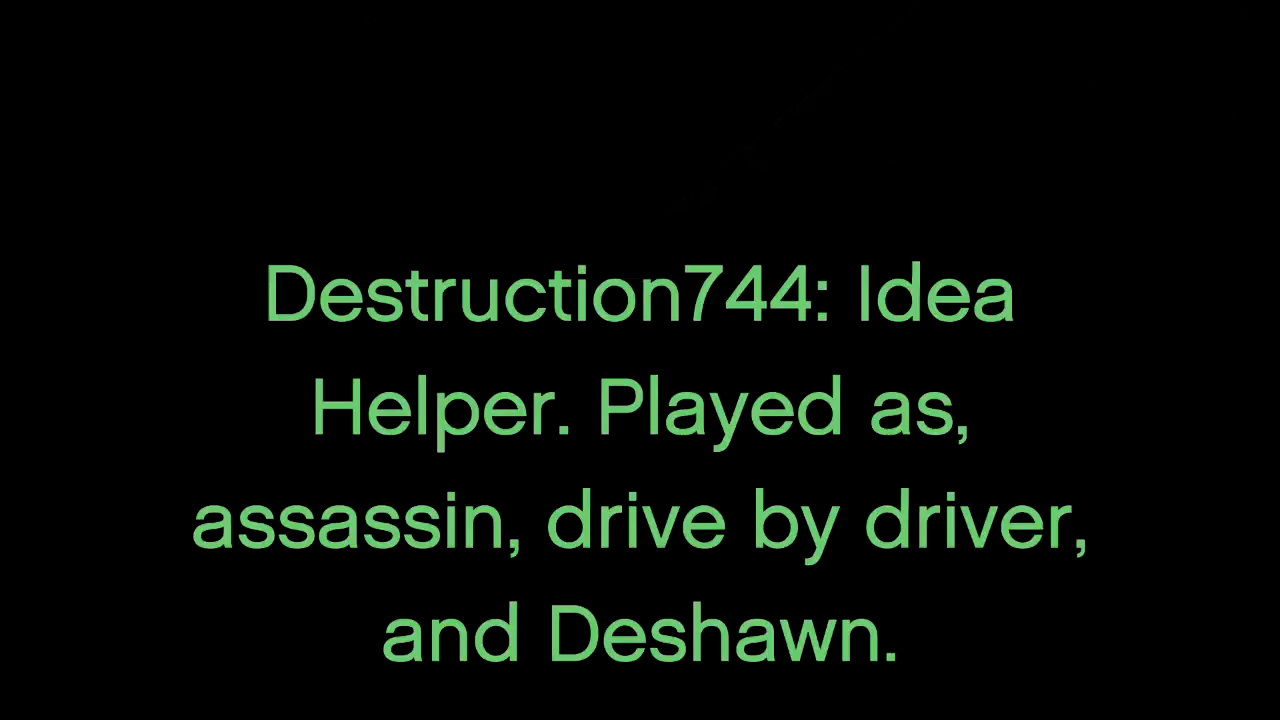 Destruction744: Idea
Helper. Played as,
assassin, drive by driver,
and Deshawn.